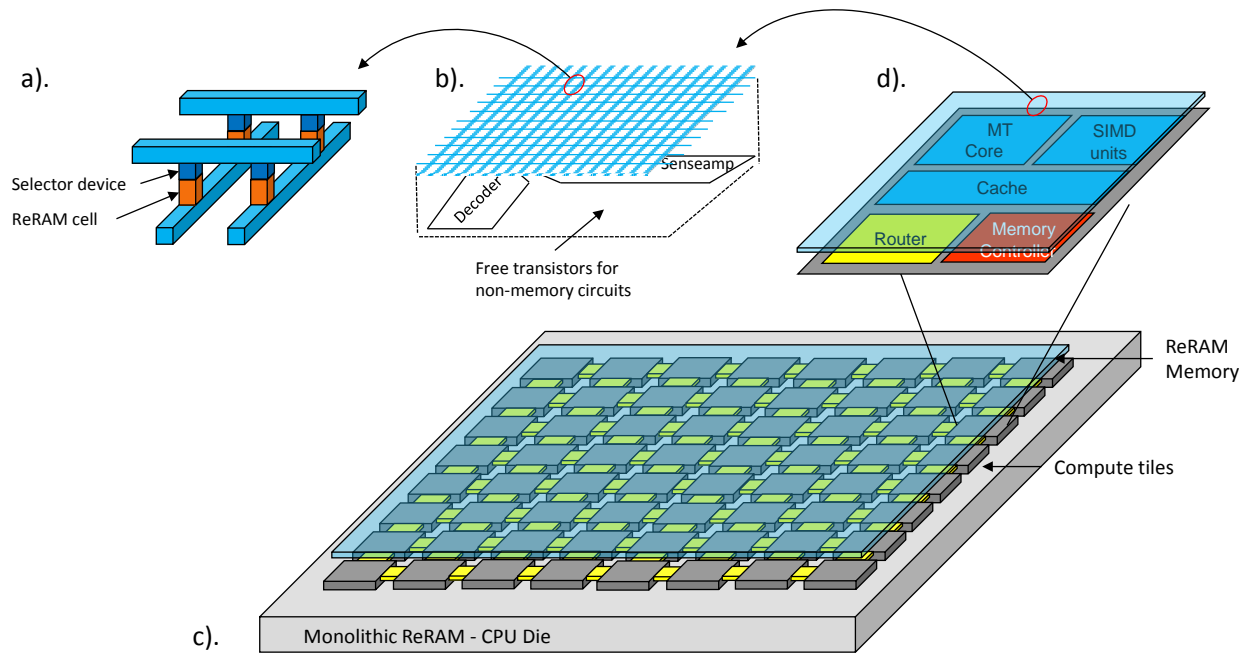 a).
Selector device
ReRAM cell
b).
Senseamp
Decoder
Free transistors for
non-memory circuits
d).
MT
Core
SIMD
units
Cache
Router
Memory
Controller
ReRAM
Memory
Compute tiles
c).
Monolithic ReRAM - CPU Die